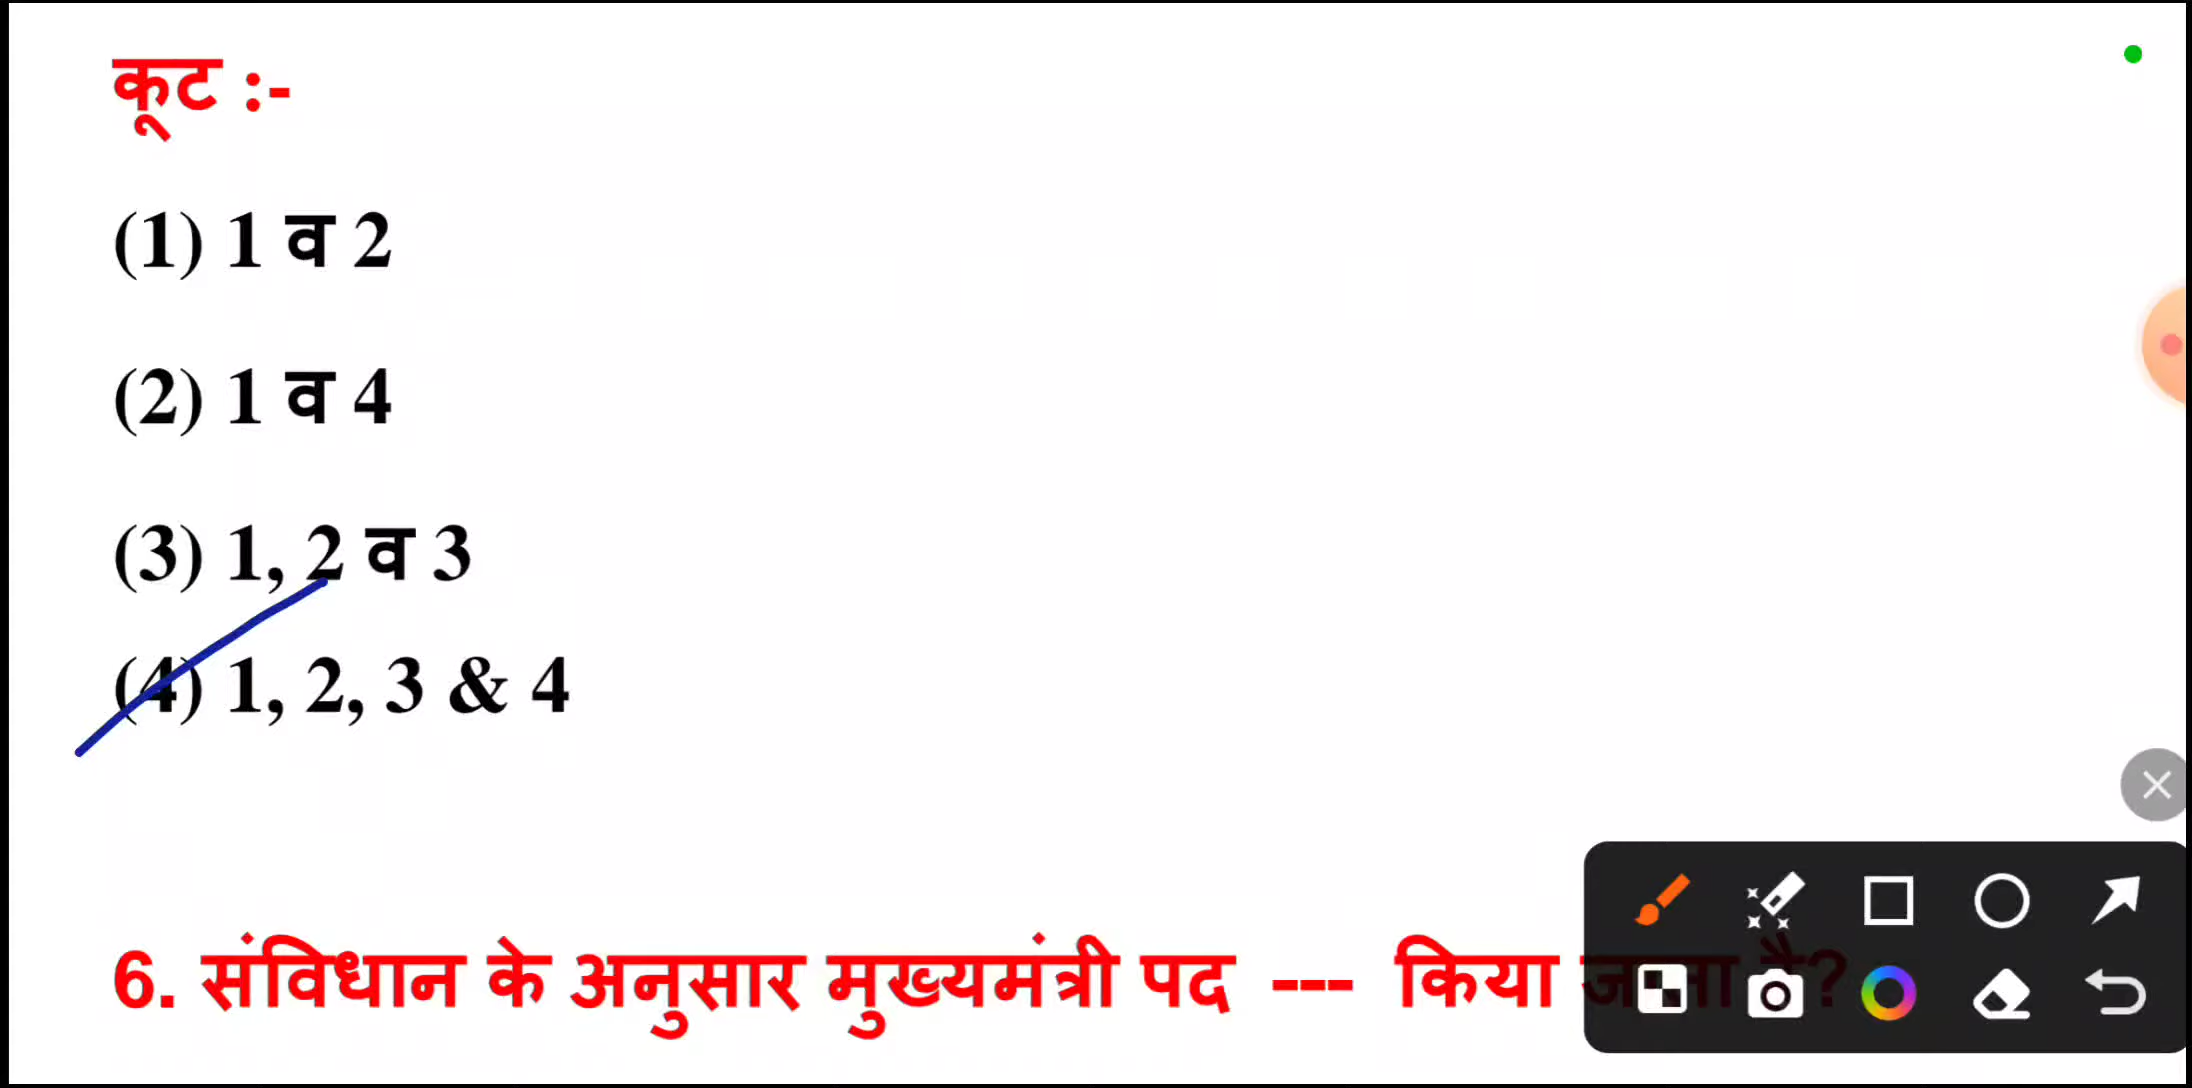 कूट :-
(1) 1 व 2
(2) 1 व 4
(3) 1, 2 व 3
(4) 1, 2, 3 & 4
6. संविधान के अनुसार मुख्यमंत्री पद --- किया जाता है?